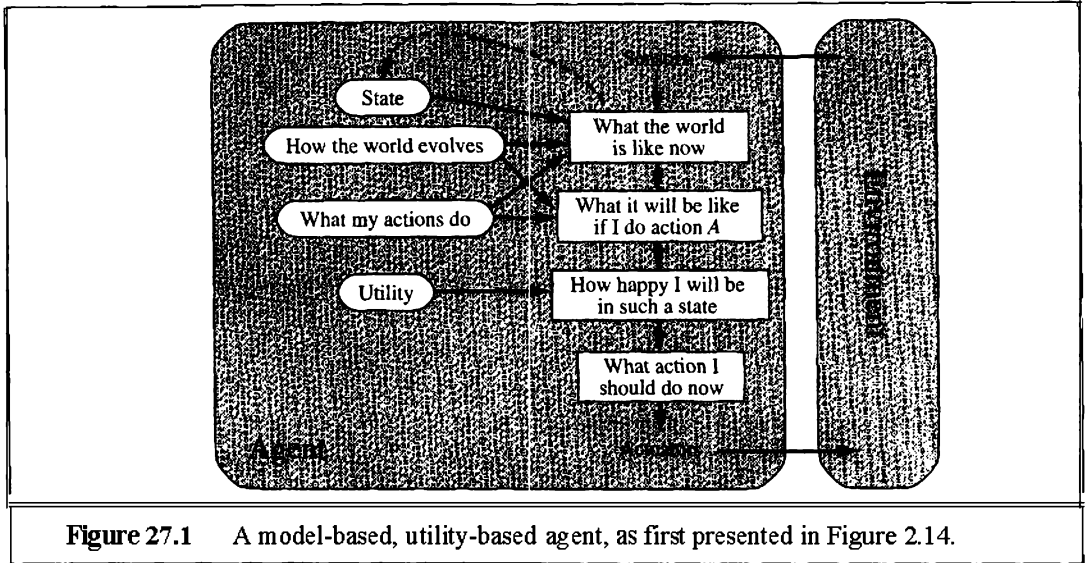 State
What the world
is like now
How the world evolves
What it will be like
if I do action A
What my actions do
How happy I will be
in such a state
Utility
What action I
should do now
Agent
Figure 27.1 A model-based, utility-based agent, as first presented in Figure 2.14.